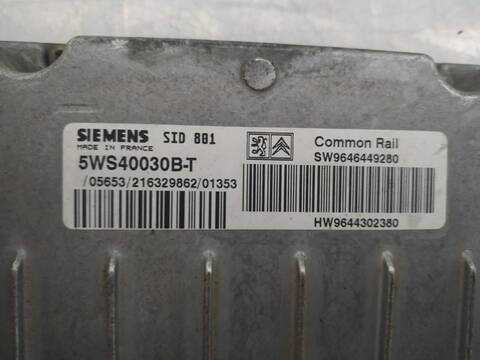 SIEMENS SID 801
MADE IN FRANCE
5WS40030B-T
/05653/216329862/01353
Common Rail
SW9646449280
HW9644302380